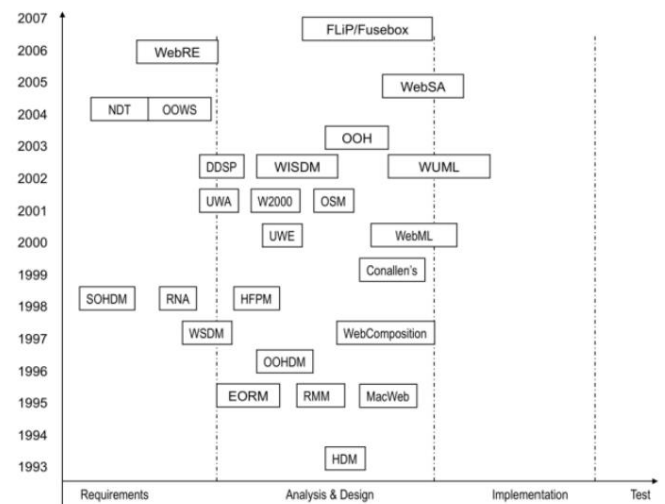 2007
FLiP/Fusebox
2006
WebRE
2005
WebSA
2004
NDT OOWS
2003
OOH
DDSP WISDM WUML
2002
UWA W2000 OSM
2001
UWE WebML
2000
Conallen's
1999
SOHDM RNA HFPM
1998
WSDM WebComposition
1997
OOHDM
1996
EORM RMM MacWeb
1995
1994
HDM
1993
Requirements Analysis & Design Implementation Test